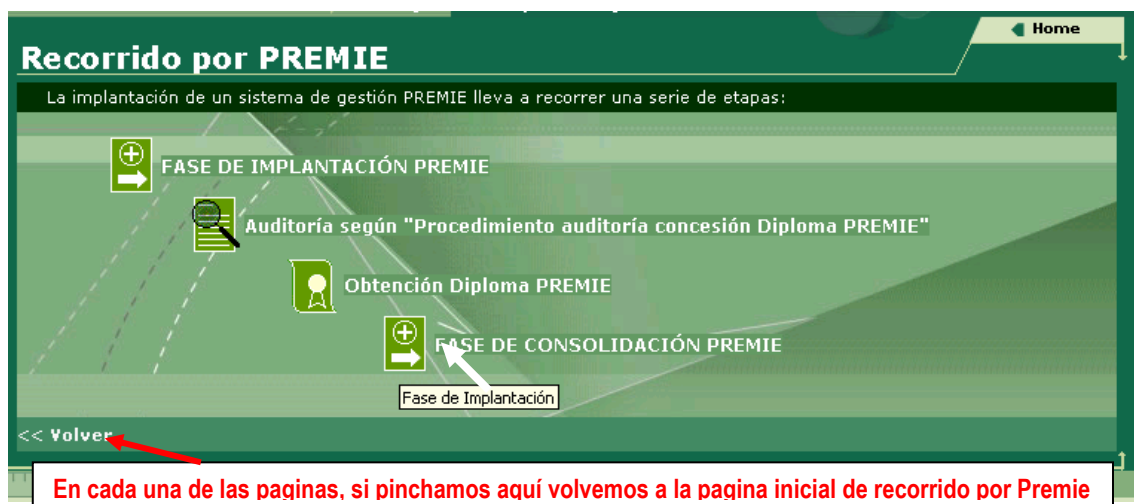 Home
Recorrido por PREMIE
La implantación de un sistema de gestión PREMIE lleva a recorrer una serie de etapas:
FASE DE IMPLANTACIÓN PREMIE
Auditoría según "Procedimiento auditoría concesión Diploma PREMIE"
Obtención Diploma PREMIE
FASE DE CONSOLIDACIÓN PREMIE
Fase de Implantación
<< Volver
En cada una de las paginas, si pinchamos aquí volvemos a la pagina inicial de recorrido por Premie